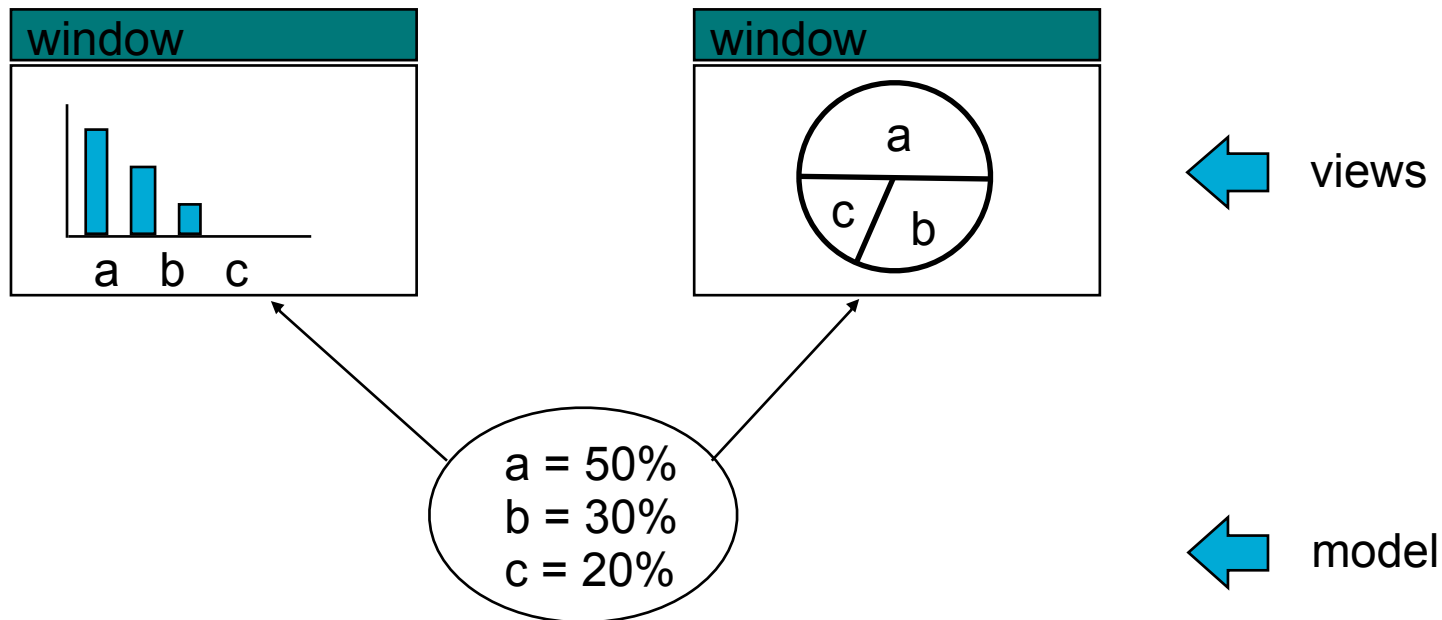 window
window
a
c
b
a b c
views
a = 50%
b = 30%
c = 20%
model